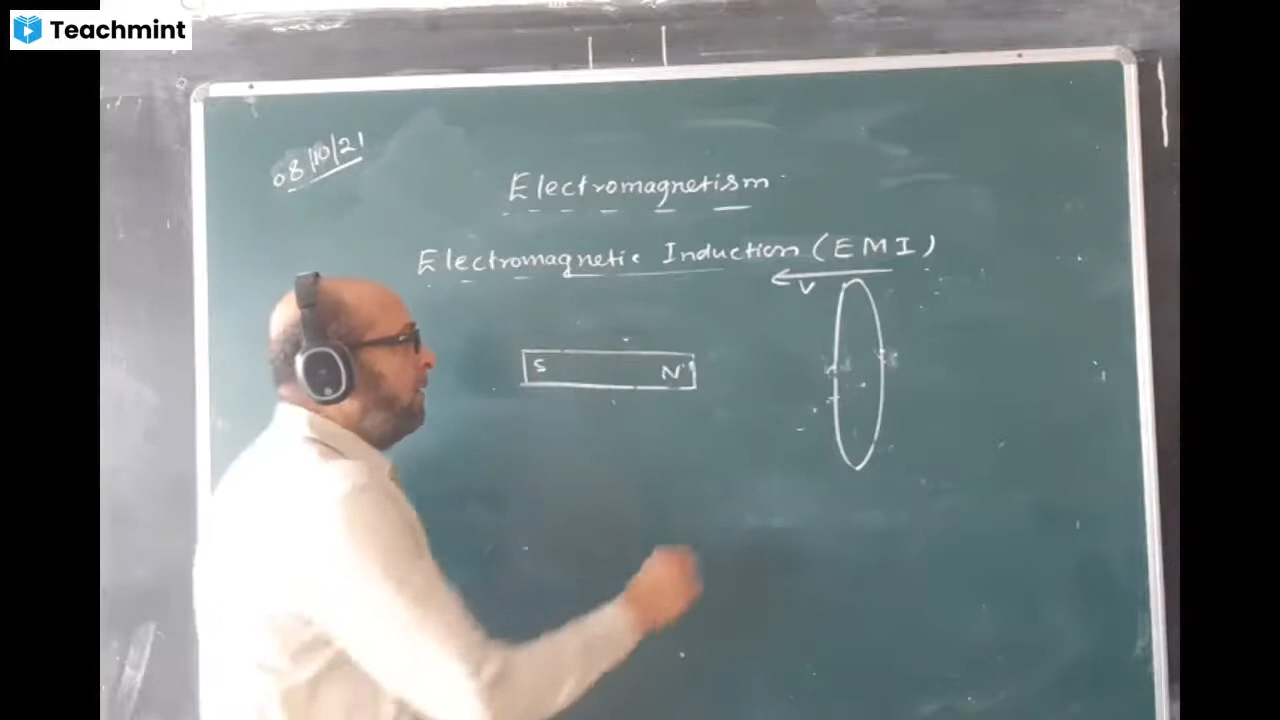 Teachmint
08/10/21
Electromagnetism
Electromagnetic Induction (EMI)
V
S N